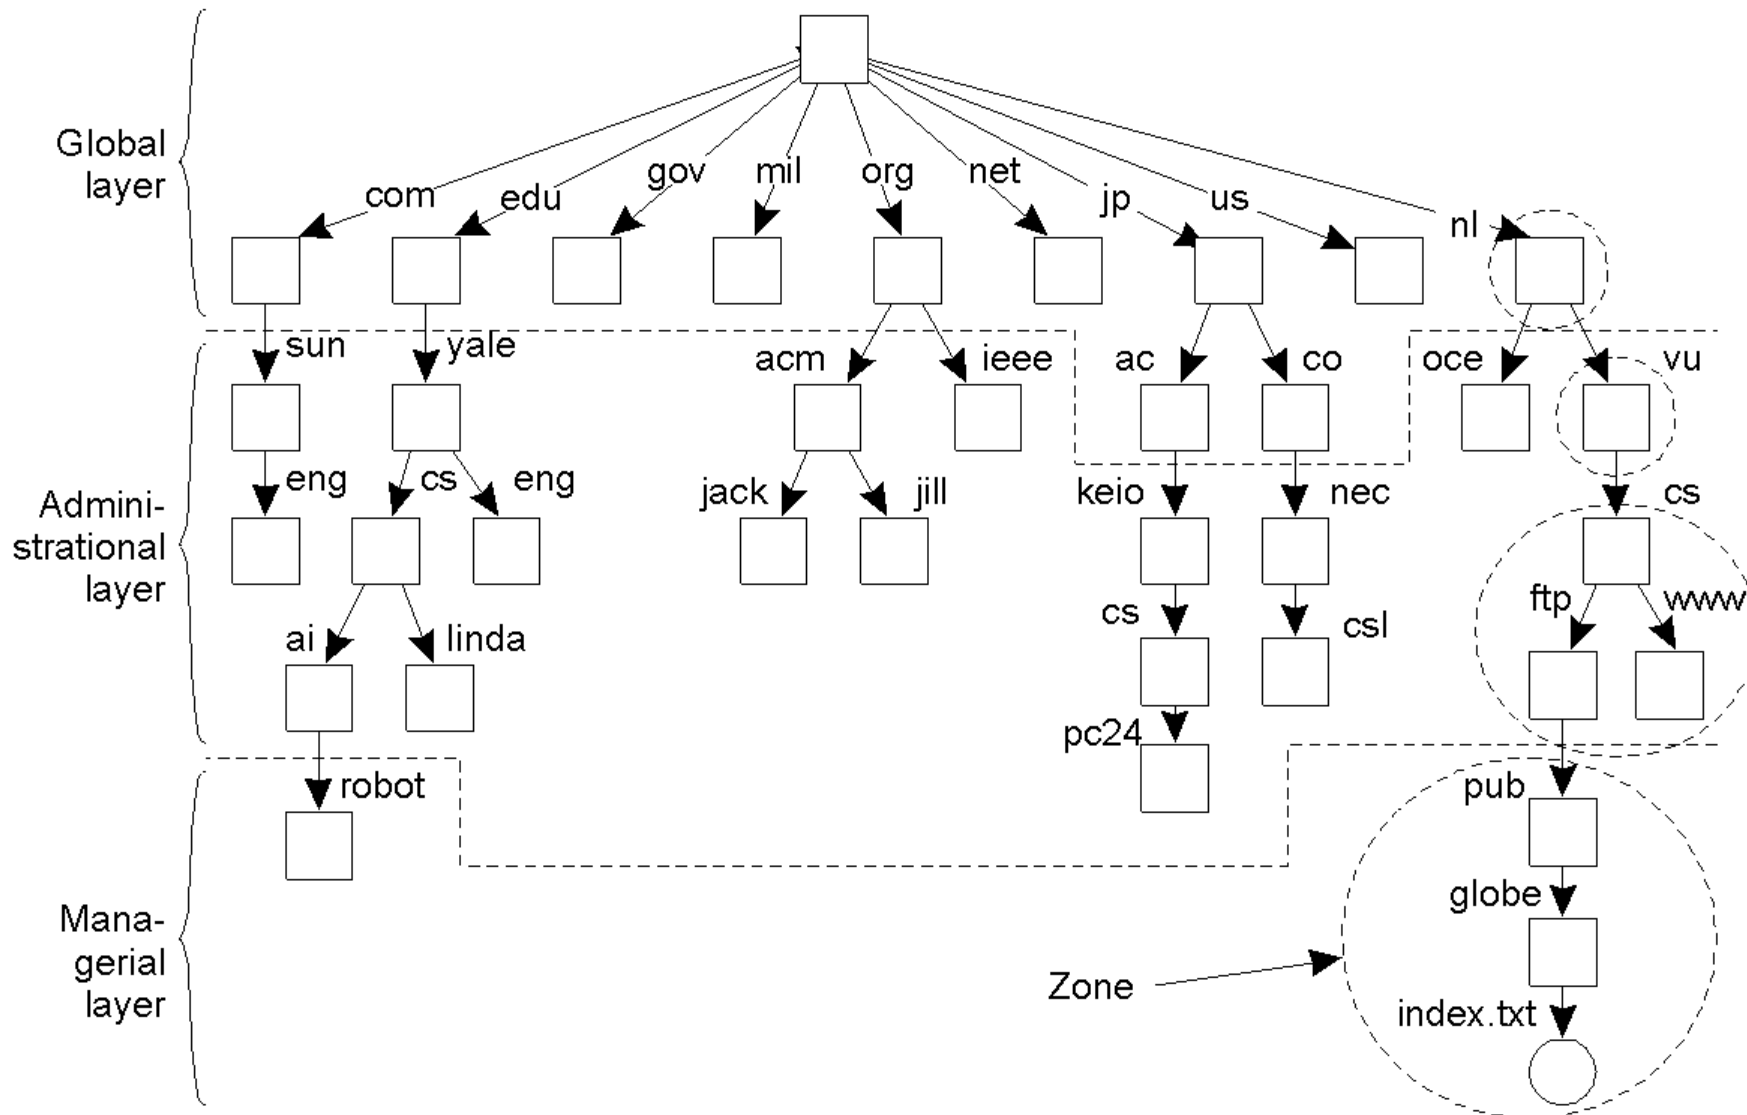 Global
layer
com
edu
gov
mil
org
net
jp
us
nl
sun
yale
acm
ieee
ac
co
oce
vu
Admini-
strational
layer
eng
cs
eng
jack
jill
keio
nec
cs
ai
linda
cs
csl
ftp
www
pc24
Mana-
gerial
layer
robot
pub
globe
Zone
index.txt